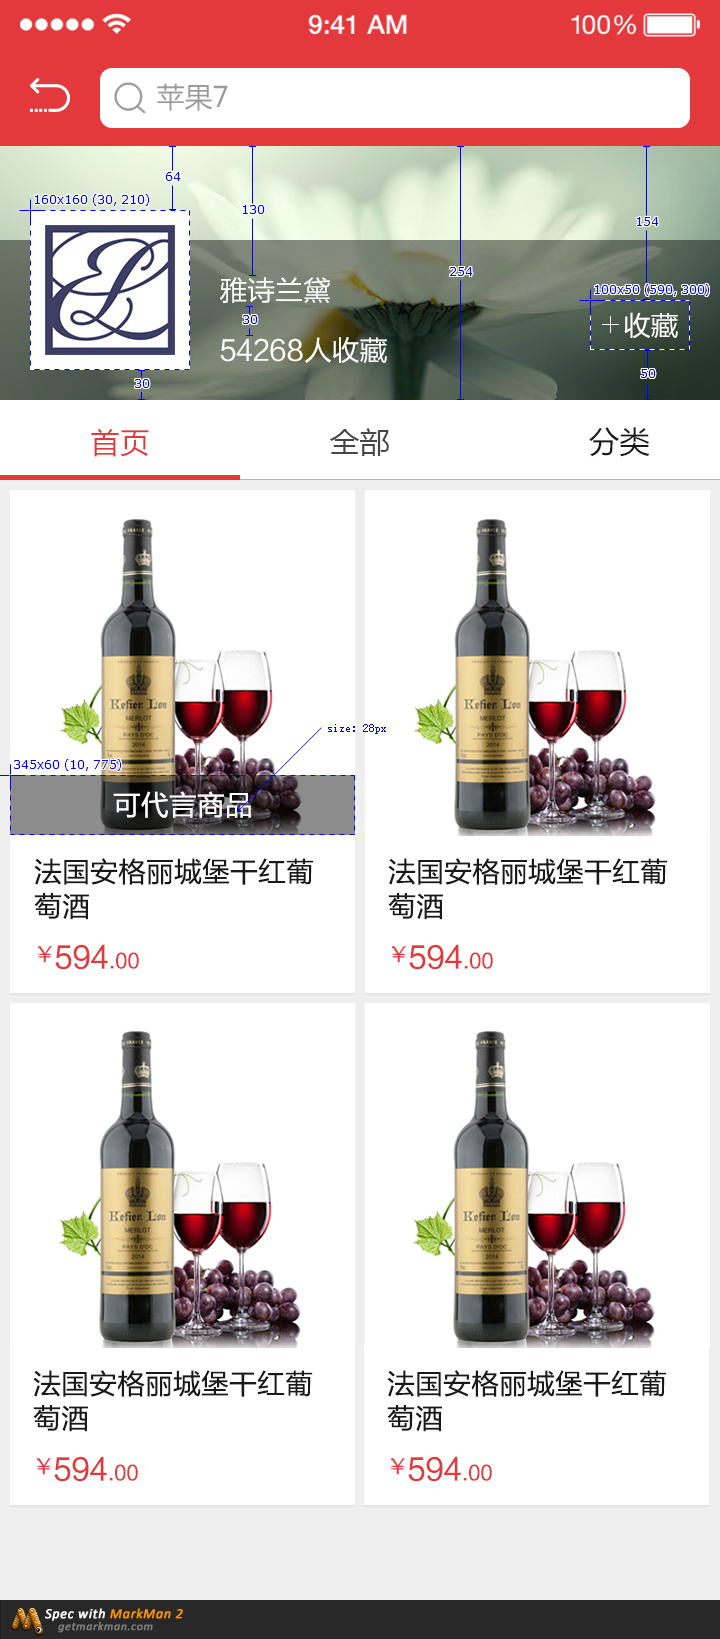 9:41 AM
100%
苹果7
64
130
154
254
160x160 (30, 210)
100x50 (590, 300)
雅诗兰黛
30
+收藏
54268人收藏
30
50
首页
全部
分类
size: 28px
345x60 (10, 775)
可代言商品
Kefier Lion
MERLOT
PAYS D'OC
2014
Kefier Lion
MERLOT
PAYS D'OC
2014
法国安格丽城堡干红葡
萄酒
¥594.00
法国安格丽城堡干红葡
萄酒
¥594.00
Kefier Lion
MERLOT
PAYS D'OC
2014
Kefier Lion
MERLOT
PAYS D'OC
2014
法国安格丽城堡干红葡
萄酒
¥594.00
法国安格丽城堡干红葡
萄酒
¥594.00
Spec with MarkMan 2
getmarkman.com